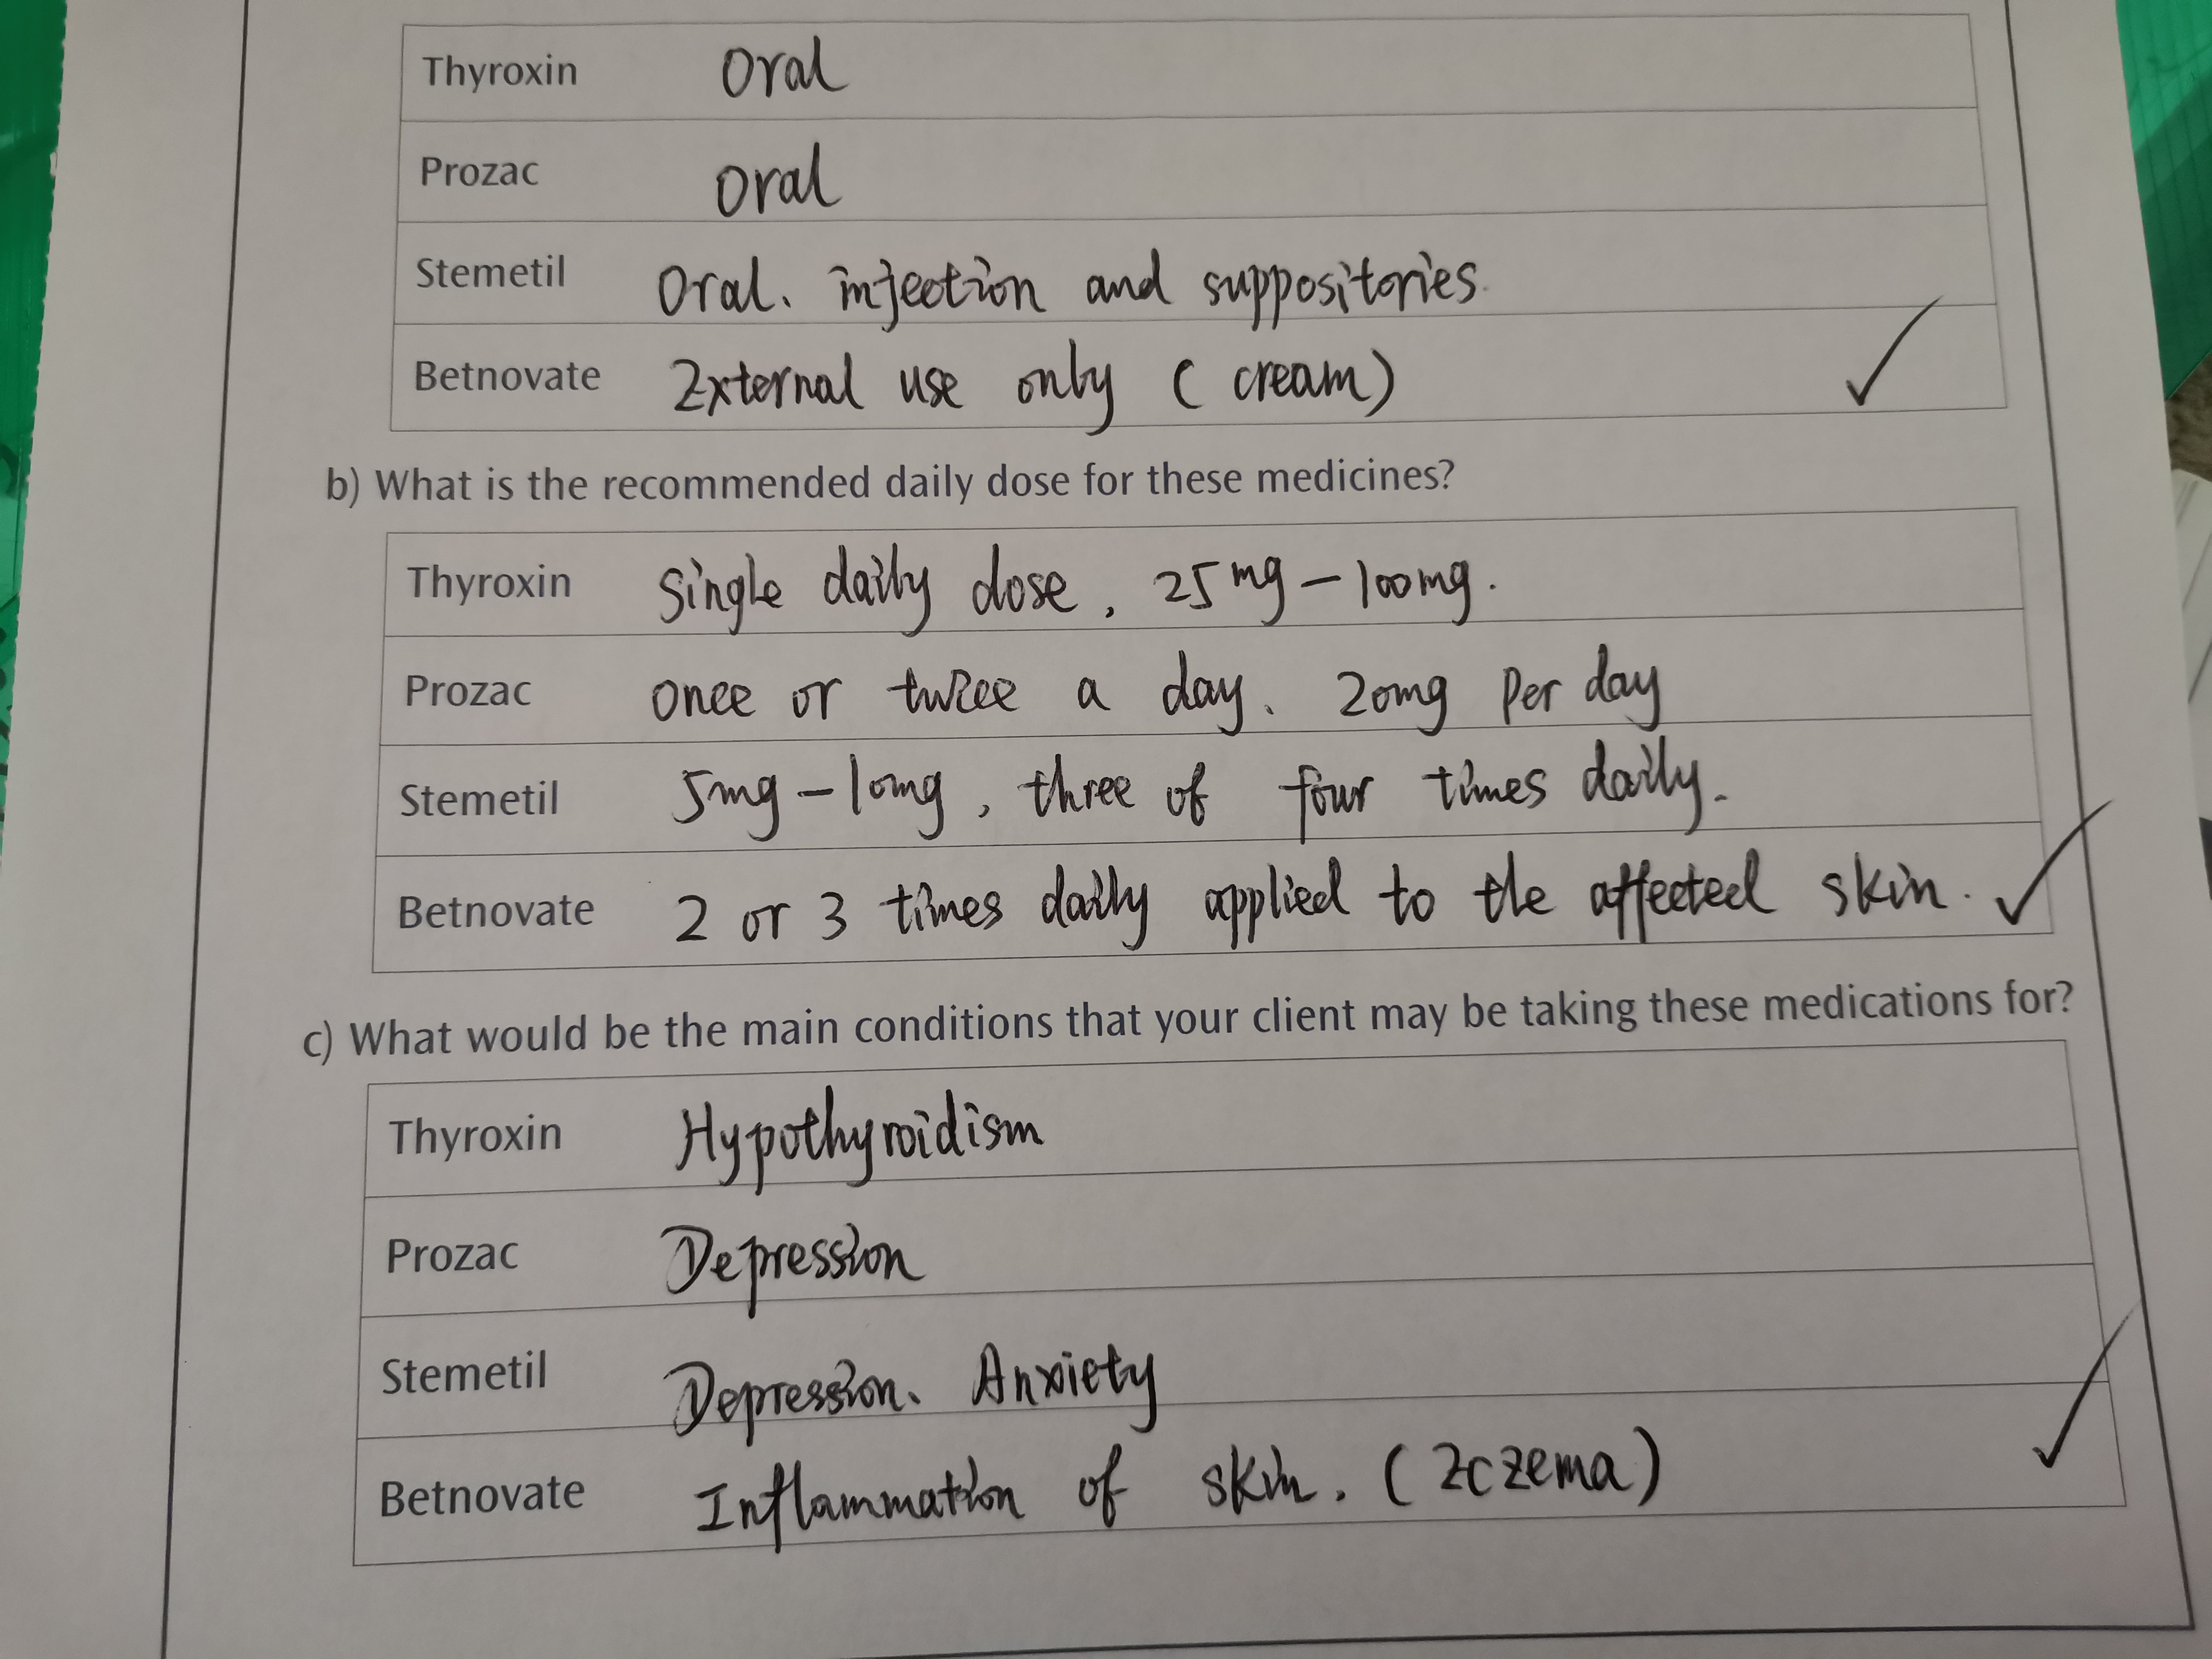 Thyroxin Oral
Prozac Oral
Stemetil Oral、injection and suppositories.
Betnovate External use only (cream) ✓
b) What is the recommended daily dose for these medicines?
Thyroxin Single daily dose, 25mg - 100mg.
Prozac once or twice a day、20mg Per day
Stemetil 5mg - 10mg, three of four times daily.
Betnovate 2 or 3 times daily applied to the affected skin. ✓
c) What would be the main conditions that your client may be taking these medications for?
Thyroxin Hypothyroidism
Prozac Depression
Stemetil Depression、Anxiety
Betnovate Inflammation of skin. (Eczema) ✓